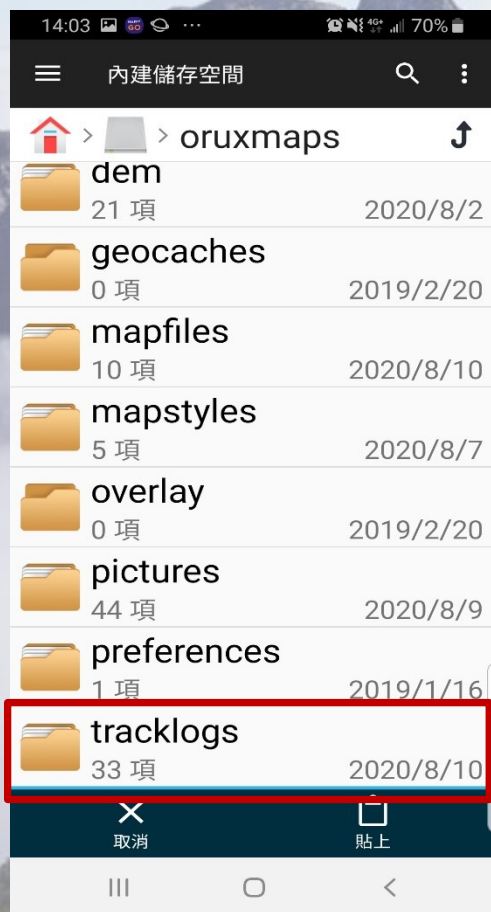 14:03 HAPPY GO ... 4G+ 70%
內建儲存空間
> > oruxmaps
dem
21 項 2020/8/2
geocaches
0 項 2019/2/20
mapfiles
10 項 2020/8/10
mapstyles
5 項 2020/8/7
overlay
0 項 2019/2/20
pictures
44 項 2020/8/9
preferences
1 項 2019/1/16
tracklogs
33 項 2020/8/10
取消 貼上